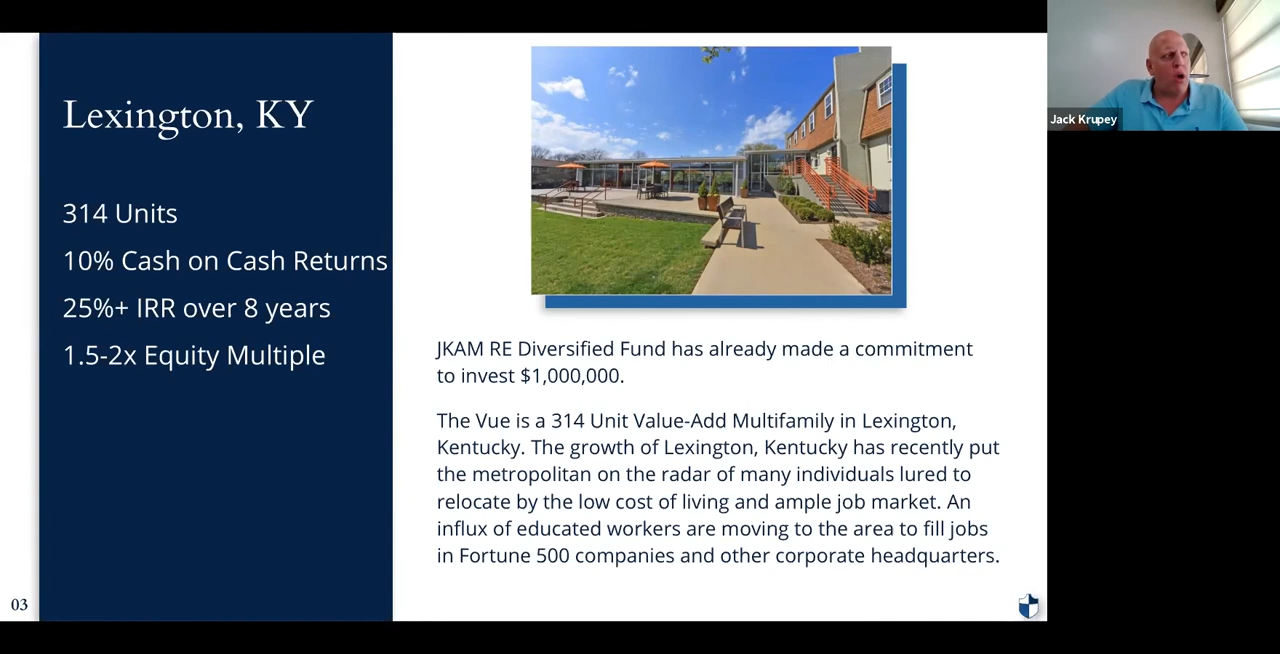 Lexington, KY
314 Units
10% Cash on Cash Returns
25%+ IRR over 8 years
1.5-2x Equity Multiple
JKAM RE Diversified Fund has already made a commitment
to invest $1,000,000.
The Vue is a 314 Unit Value-Add Multifamily in Lexington,
Kentucky. The growth of Lexington, Kentucky has recently put
the metropolitan on the radar of many individuals lured to
relocate by the low cost of living and ample job market. An
influx of educated workers are moving to the area to fill jobs
in Fortune 500 companies and other corporate headquarters.
03
Jack Krupey